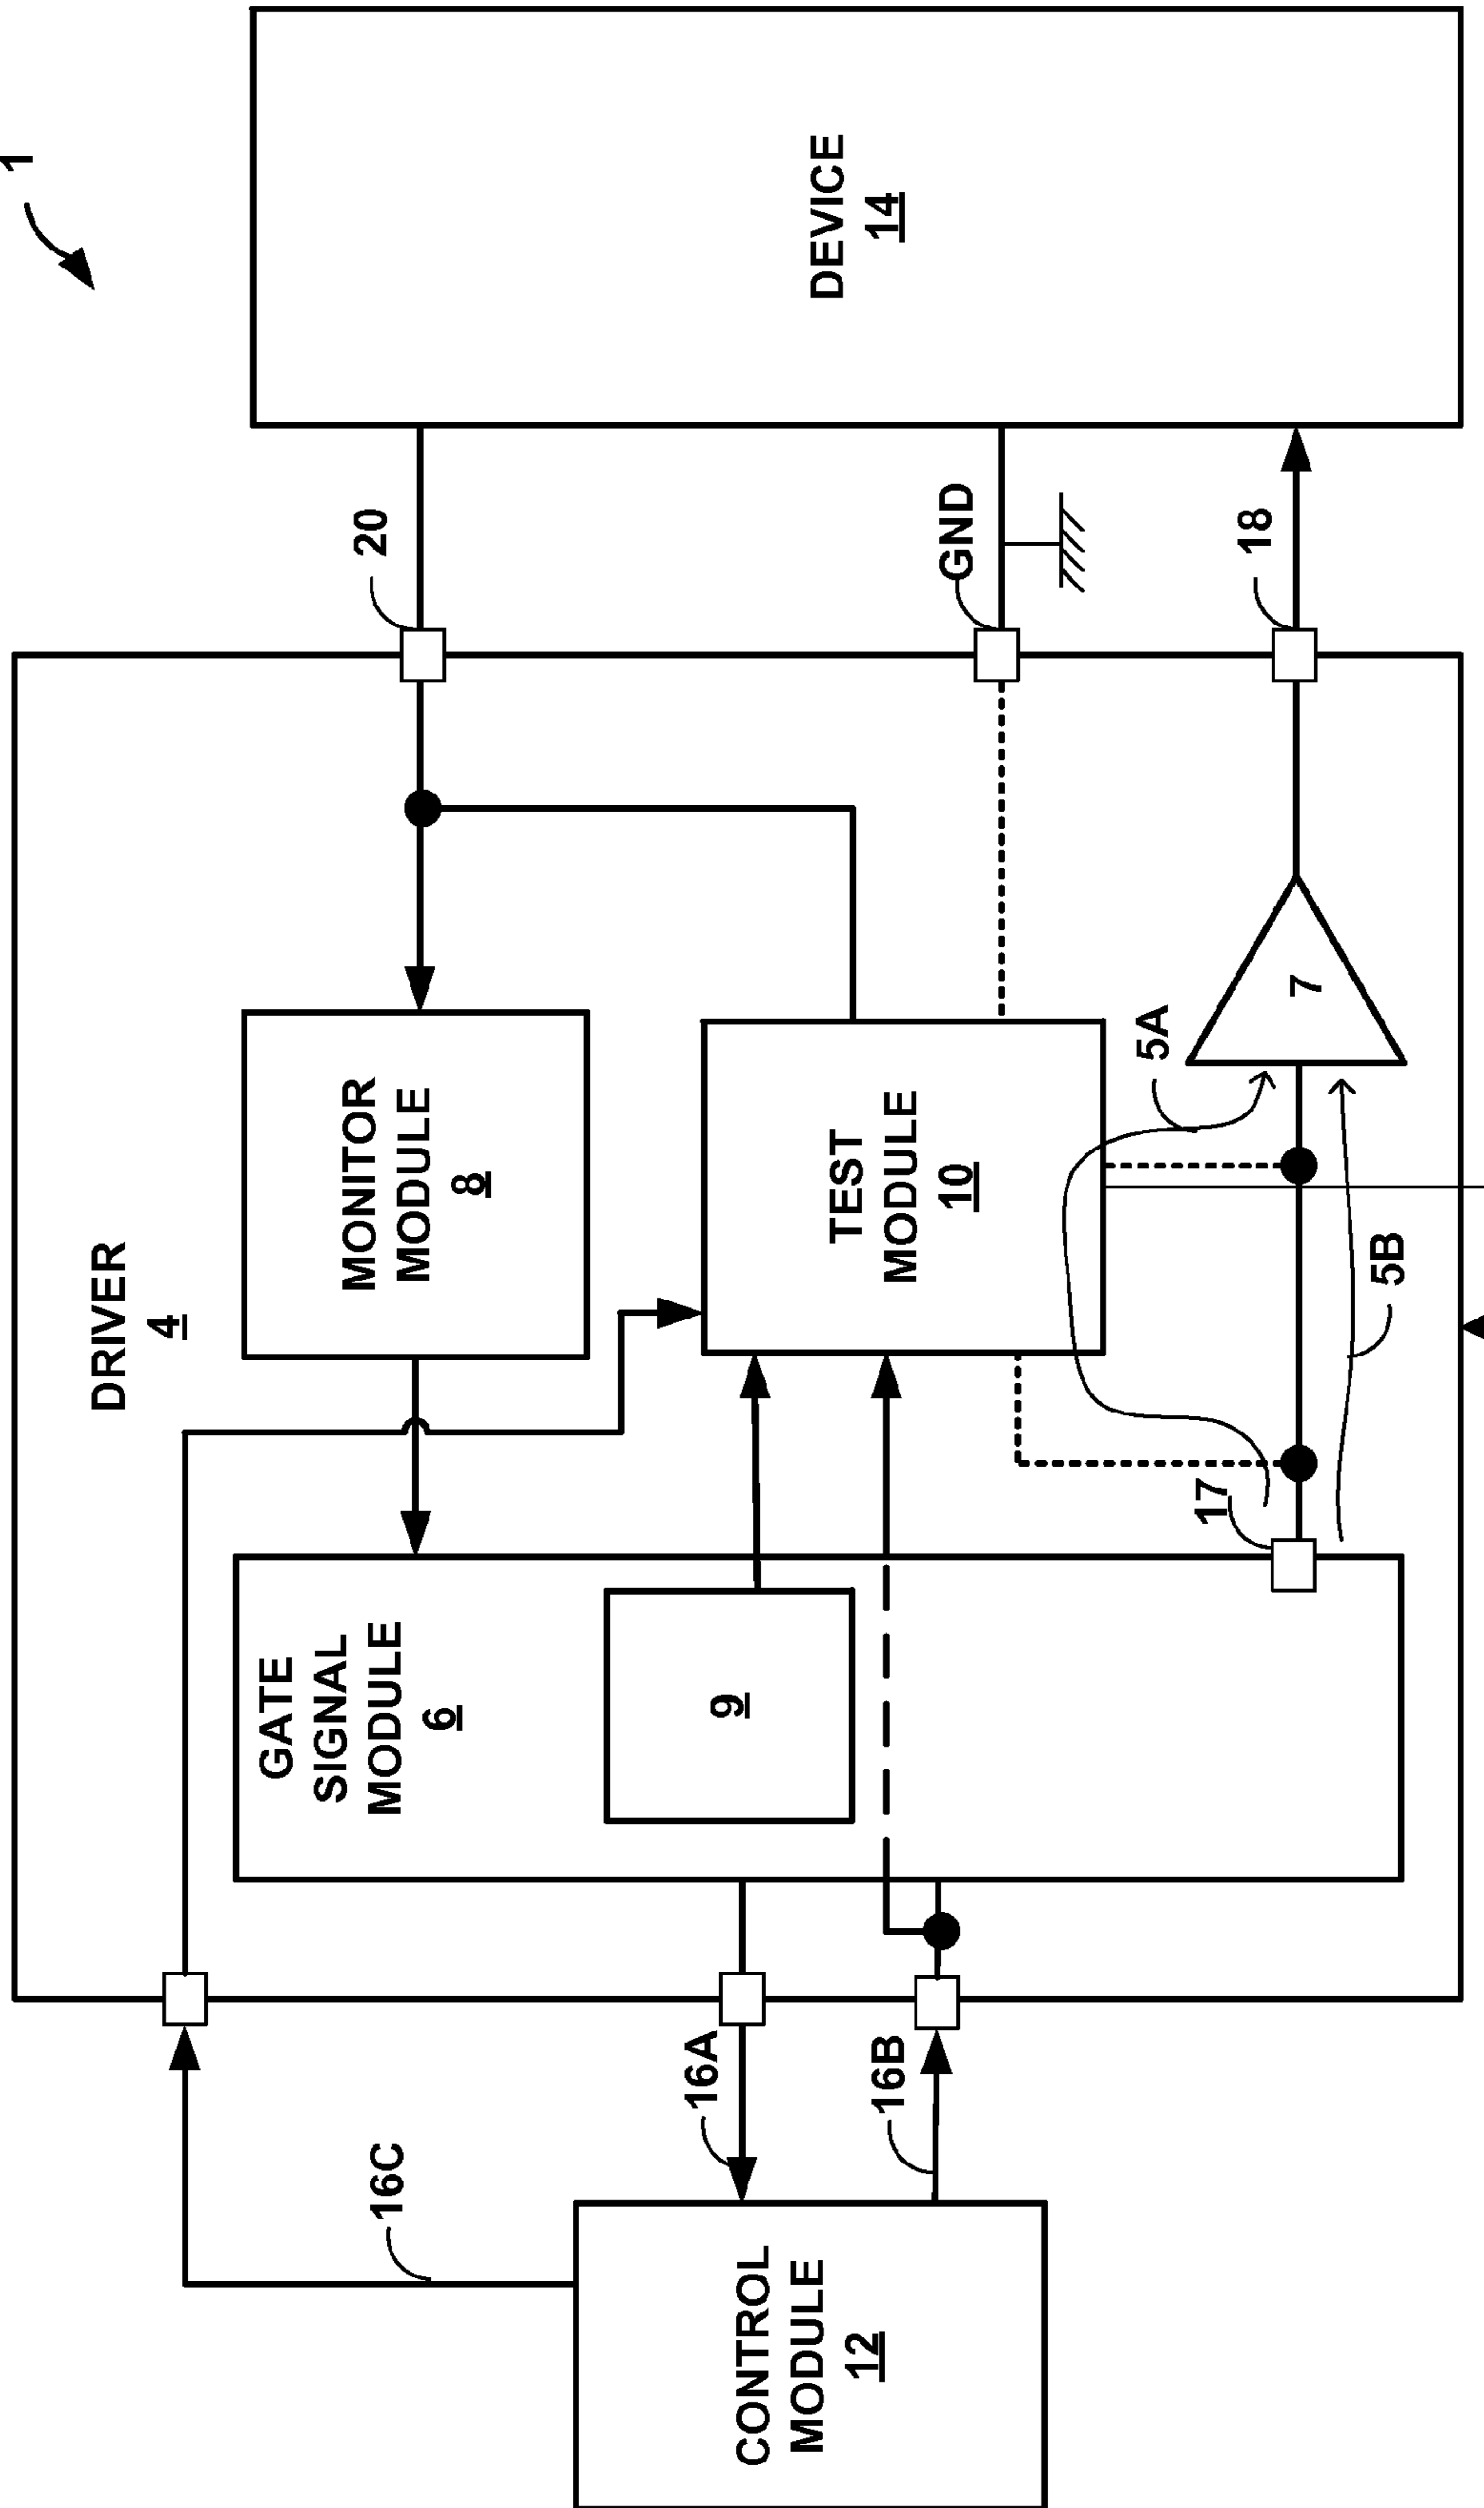 1
DRIVER
4
CONTROL
MODULE
12
16C
16A
16B
GATE
SIGNAL
MODULE
6
9
17
MONITOR
MODULE
8
TEST
MODULE
10
5A
5B
7
20
GND
18
DEVICE
14